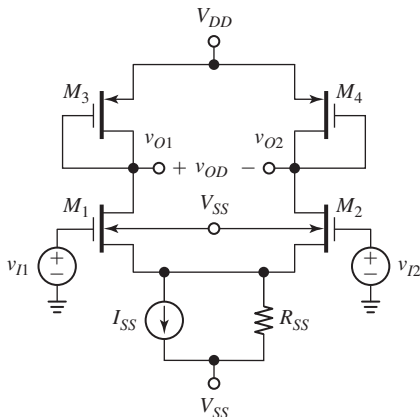 V_DD
M_3
M_4
v_O1
v_O2
+ v_OD −
M_1
V_SS
M_2
v_I1
+
−
+
−
v_I2
I_SS
R_SS
V_SS